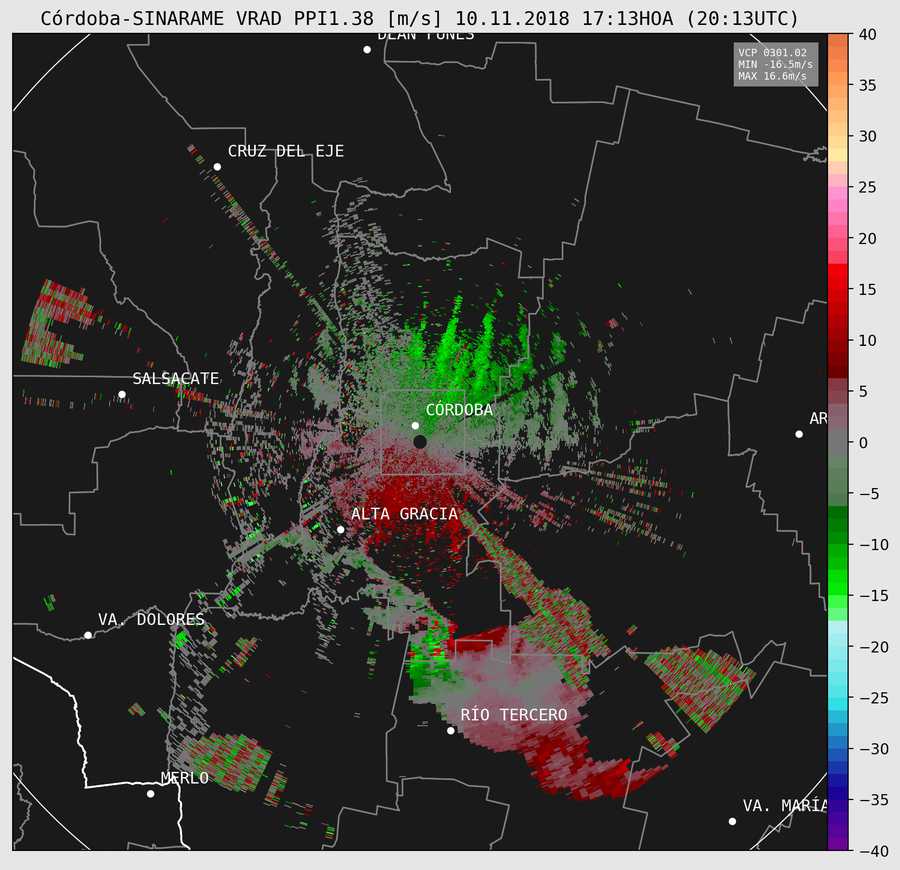 Córdoba-SINARAME VRAD PPI1.38 [m/s] 10.11.2018 17:13HOA (20:13UTC)
DEAN FUNES
VCP 0301.02
MIN -16.5m/s
MAX 16.6m/s
CRUZ DEL EJE
SALSACATE
CÓRDOBA
AR
ALTA GRACIA
VA. DOLORES
RÍO TERCERO
MERLO
VA. MARÍA
40
35
30
25
20
15
10
5
0
−5
−10
−15
−20
−25
−30
−35
−40